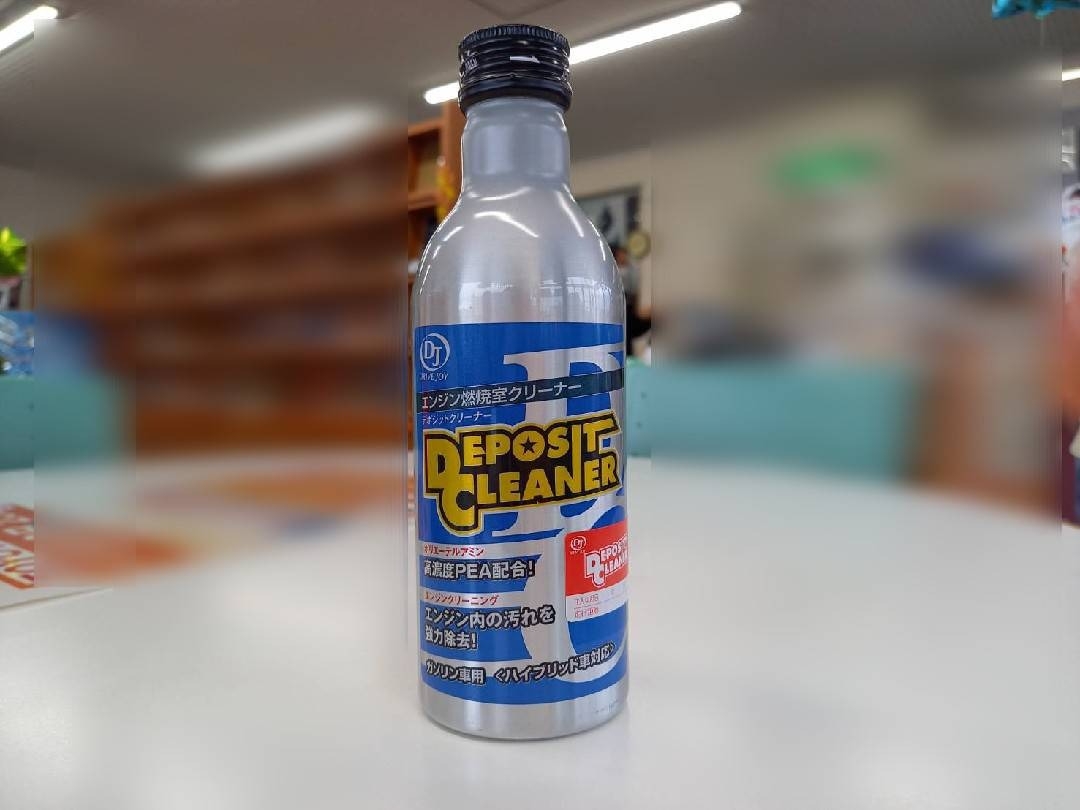 DJ
DRIVE JOY
エンジン燃焼室クリーナー
デポジットクリーナー
DEPOSIT
CLEANER
ポリエーテルアミン
高濃度PEA配合!
DJ
DEPOSIT
CLEANER
エンジンクリーニング
エンジン内の汚れを
強力除去!
ガソリン車用 <ハイブリッド車対応>